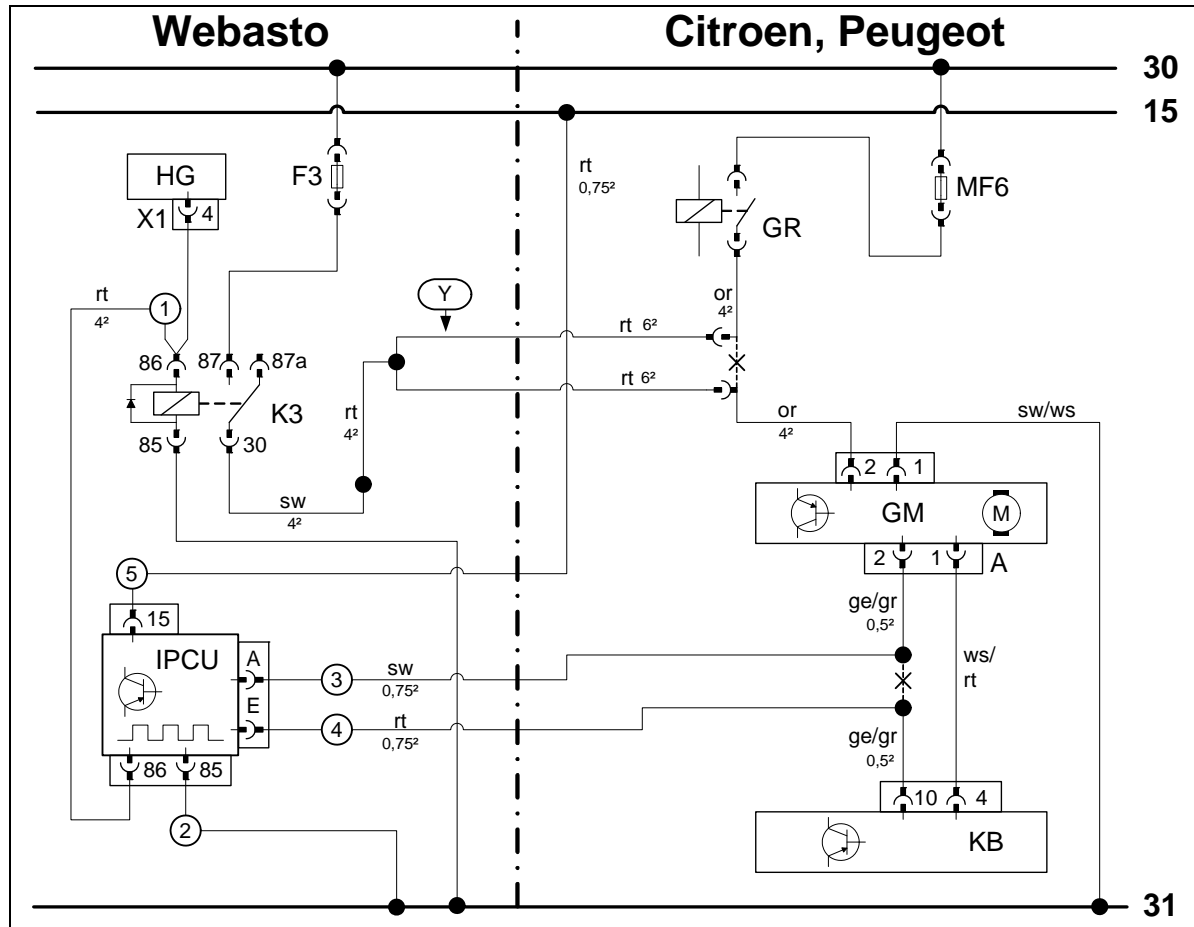 Webasto
Citroen, Peugeot
30
15
HG
X1 4
F3
rt
0,75²
GR
MF6
rt
4²
1
Y
or
4²
rt 6²
86 87 87a
K3
rt
4²
rt 6²
85 30
or
4²
sw/ws
sw
4²
2 1
GM
M
5
2 1 A
15
ge/gr
0,5²
IPCU
A
3
sw
0,75²
ws/
rt
E
4
rt
0,75²
ge/gr
0,5²
86 85
10 4
2
KB
31